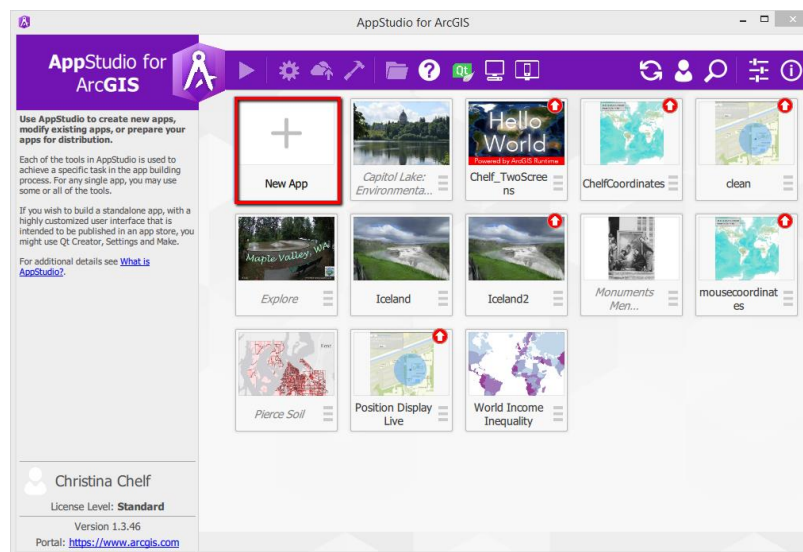 AppStudio for ArcGIS
AppStudio for
ArcGIS
Use AppStudio to create new apps,
modify existing apps, or prepare your
apps for distribution.
Each of the tools in AppStudio is used to
achieve a specific task in the app building
process. For any single app, you may use
some or all of the tools.
If you wish to build a standalone app, with a
highly customized user interface that is
intended to be published in an app store, you
might use Qt Creator, Settings and Make.
For additional details see What is
AppStudio?.
Christina Chelf
License Level: Standard
Version 1.3.46
Portal: https://www.arcgis.com
Qt
New App
Capitol Lake:
Environmenta...
Hello
World
Powered by ArcGIS Runtime
Chelf_TwoScree
ns
ChelfCoordinates
clean
Maple Valley, WA
Explore
Iceland
Iceland2
Monuments
Men...
mousecoordinat
es
Pierce Soil
Position Display
Live
World Income
Inequality